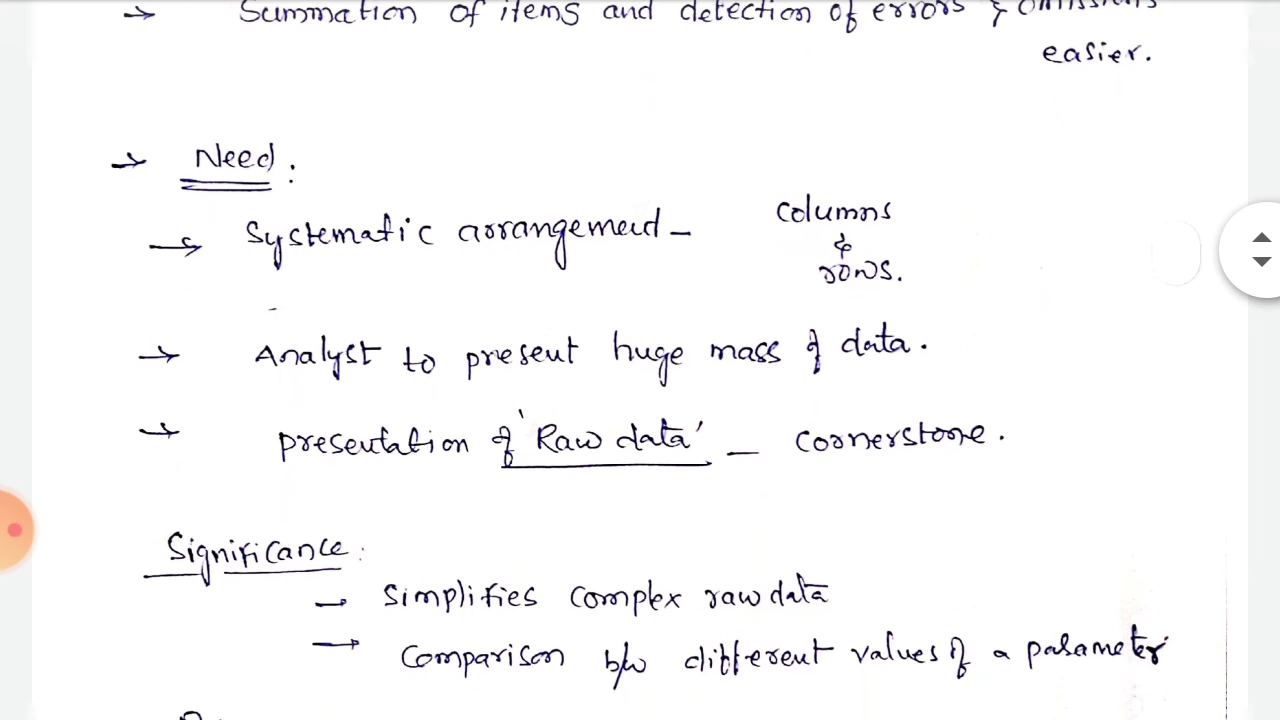 → Summation of items and detection of errors & omissions
easier.
→ Need :
→ Systematic arrangement - columns
&
rows.
→ Analyst to present huge mass of data.
→ presentation of 'Raw data' - cornerstone.
Significance :
→ simplifies complex raw data
→ comparison b/w different values of a parameter